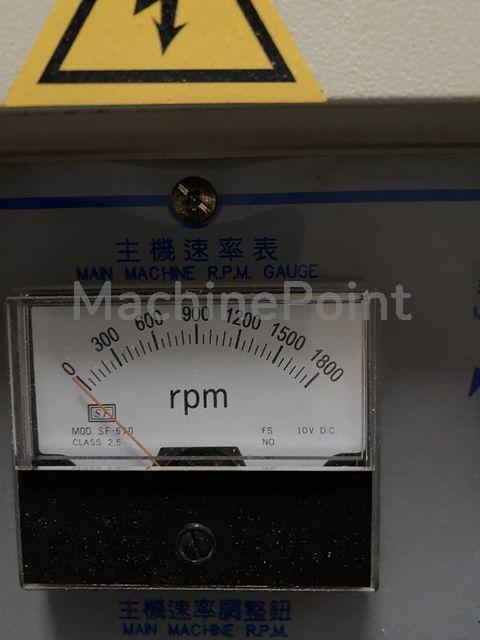 主機速率表
MAIN MACHINE R.P.M. GAUGE
MachinePoint
0 300 600 900 1200 1500 1800
rpm
SF
MOD. SF-670 FS 10V D.C.
CLASS 2.5 NO.
主機速率調整鈕
MAIN MACHINE R.P.M.